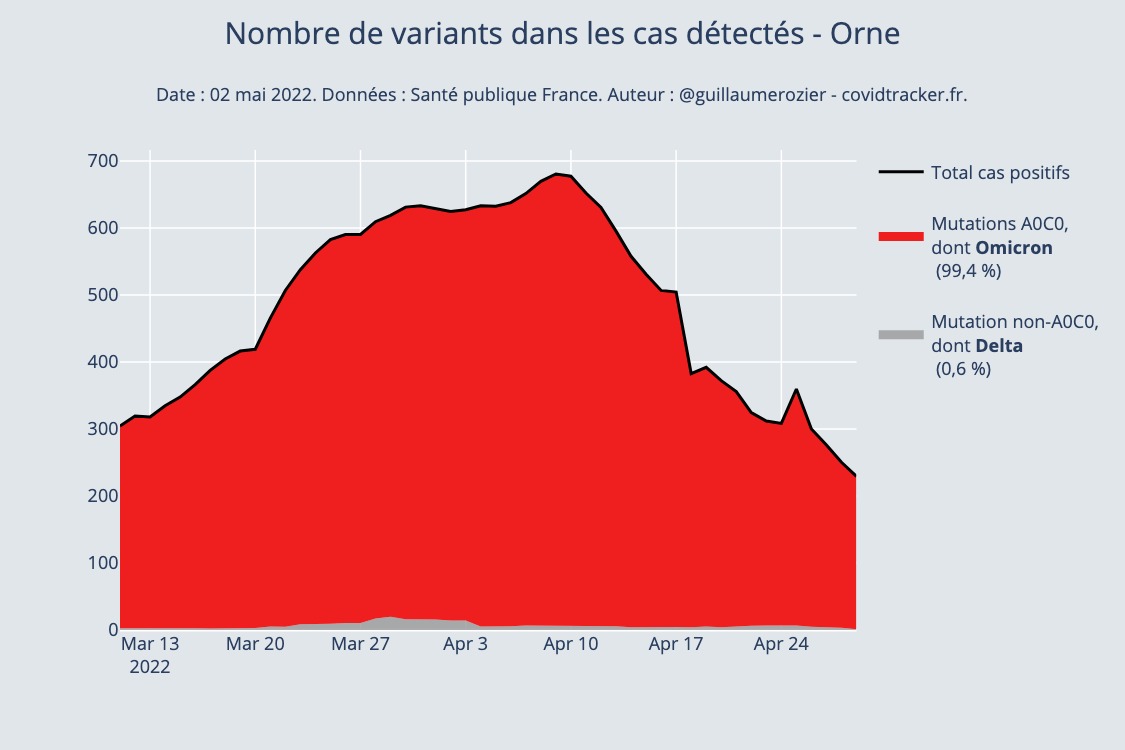 Nombre de variants dans les cas détectés - Orne
Date : 02 mai 2022. Données : Santé publique France. Auteur : @guillaumerozier - covidtracker.fr.
700
600
500
400
300
200
100
0
Mar 13
2022
Mar 20
Mar 27
Apr 3
Apr 10
Apr 17
Apr 24
Total cas positifs
Mutations A0C0,
dont Omicron
(99,4 %)
Mutation non-A0C0,
dont Delta
(0,6 %)